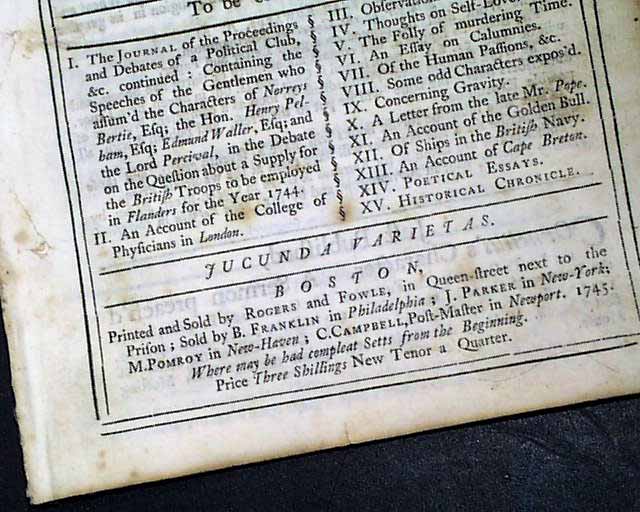 To be
I. The JOURNAL of the Proceedings
and Debates of a Political Club,
&c. continued: Containing the
Speeches of the Gentlemen who
aſſum'd the Characters of Norreys
Bertie, Eſq; the Hon. Henry Pel-
ham, Eſq; Edmund Waller, Eſq; and
the Lord Percival, in the Debate
on the Queſtion about a Supply for
the Britiſh Troops to be employed
in Flanders for the Year 1744.
II. An Account of the College of
Phyſicians in London.
§
§
§
§
§
§
§
§
§
§
§
§
§
III. Obſervation
IV. Thoughts on Self-Love,
V. The Folly of murdering Time.
VI. An Eſſay on Calumnies.
VII. Of the Human Paſſions, &c.
VIII. Some odd Characters expos'd.
IX. Concerning Gravity.
X. A Letter from the late Mr. Pope.
XI. An Account of the Golden Bull.
XII. Of Ships in the Britiſh Navy.
XIII. An Account of Cape Breton.
XIV. POETICAL ESSAYS.
XV. HISTORICAL CHRONICLE.
JUCUNDA VARIETAS.
BOSTON,
Printed and Sold by ROGERS and FOWLE, in Queen-ſtreet next to the
Priſon; Sold by B. FRANKLIN in Philadelphia; J. PARKER in New-York;
M. POMROY in New-Haven; C. CAMPBELL, Poſt-Maſter in Newport. 1745.
Where may be had compleat Setts from the Beginning.
Price Three Shillings New Tenor a Quarter.